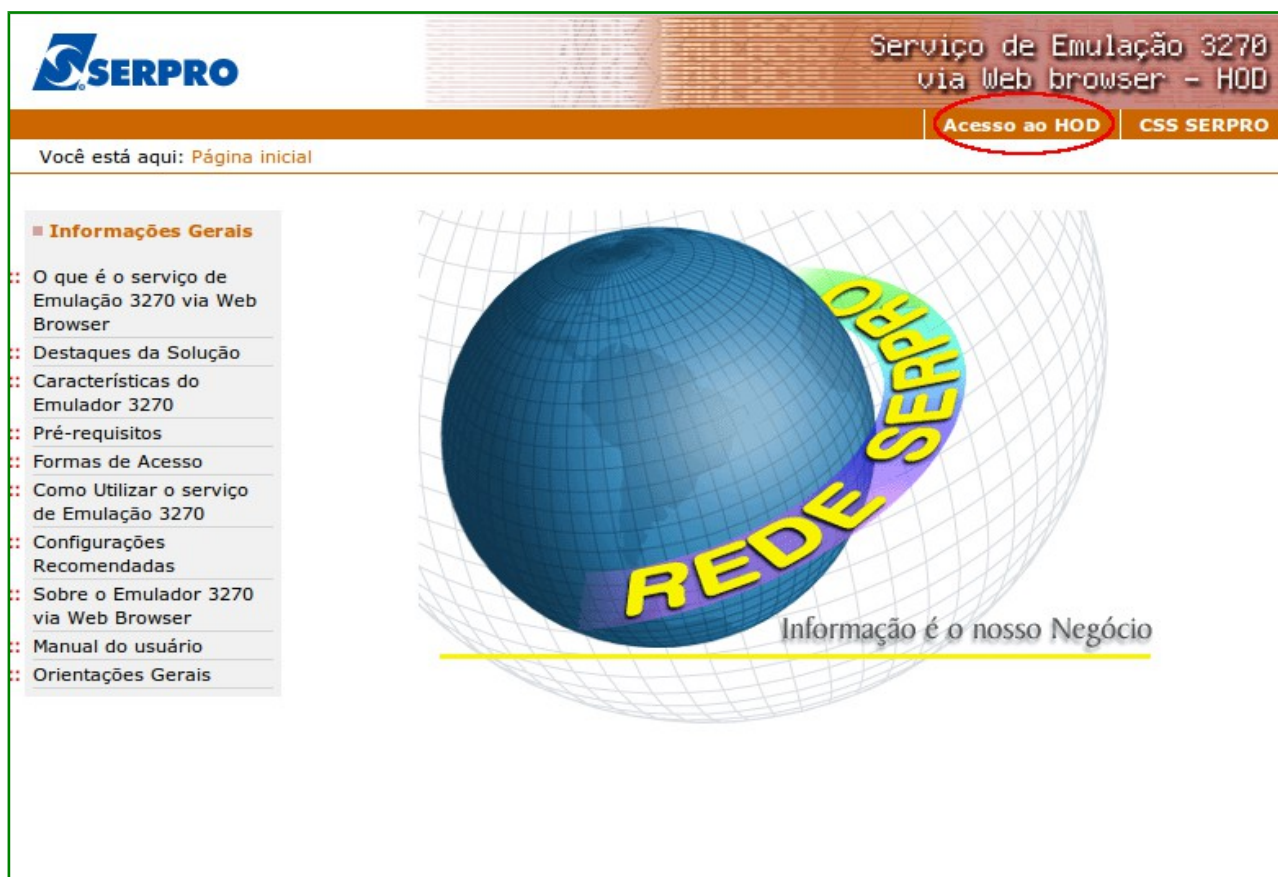 SERPRO
Serviço de Emulação 3270
via Web browser – HOD
Acesso ao HOD
CSS SERPRO
Você está aqui: Página inicial
Informações Gerais
:: O que é o serviço de
Emulação 3270 via Web
Browser
:: Destaques da Solução
:: Características do
Emulador 3270
:: Pré-requisitos
:: Formas de Acesso
:: Como Utilizar o serviço
de Emulação 3270
:: Configurações
Recomendadas
:: Sobre o Emulador 3270
via Web Browser
:: Manual do usuário
:: Orientações Gerais
REDE SERPRO
Informação é o nosso Negócio